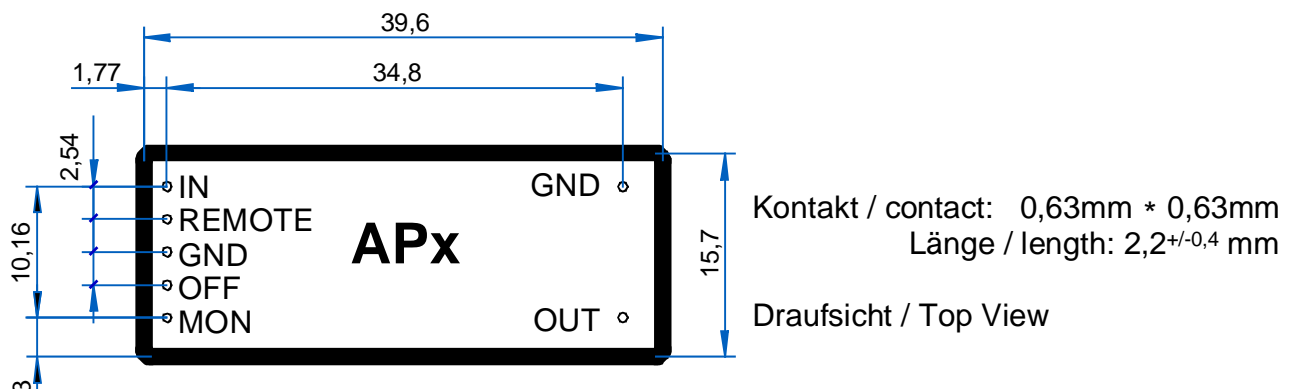 39,6
1,77
34,8
2,54
IN
GND
REMOTE
APx
GND
OFF
MON
OUT
10,16
15,7
Kontakt / contact: 0,63mm * 0,63mm
Länge / length: 2,2+/-0,4 mm
Draufsicht / Top View